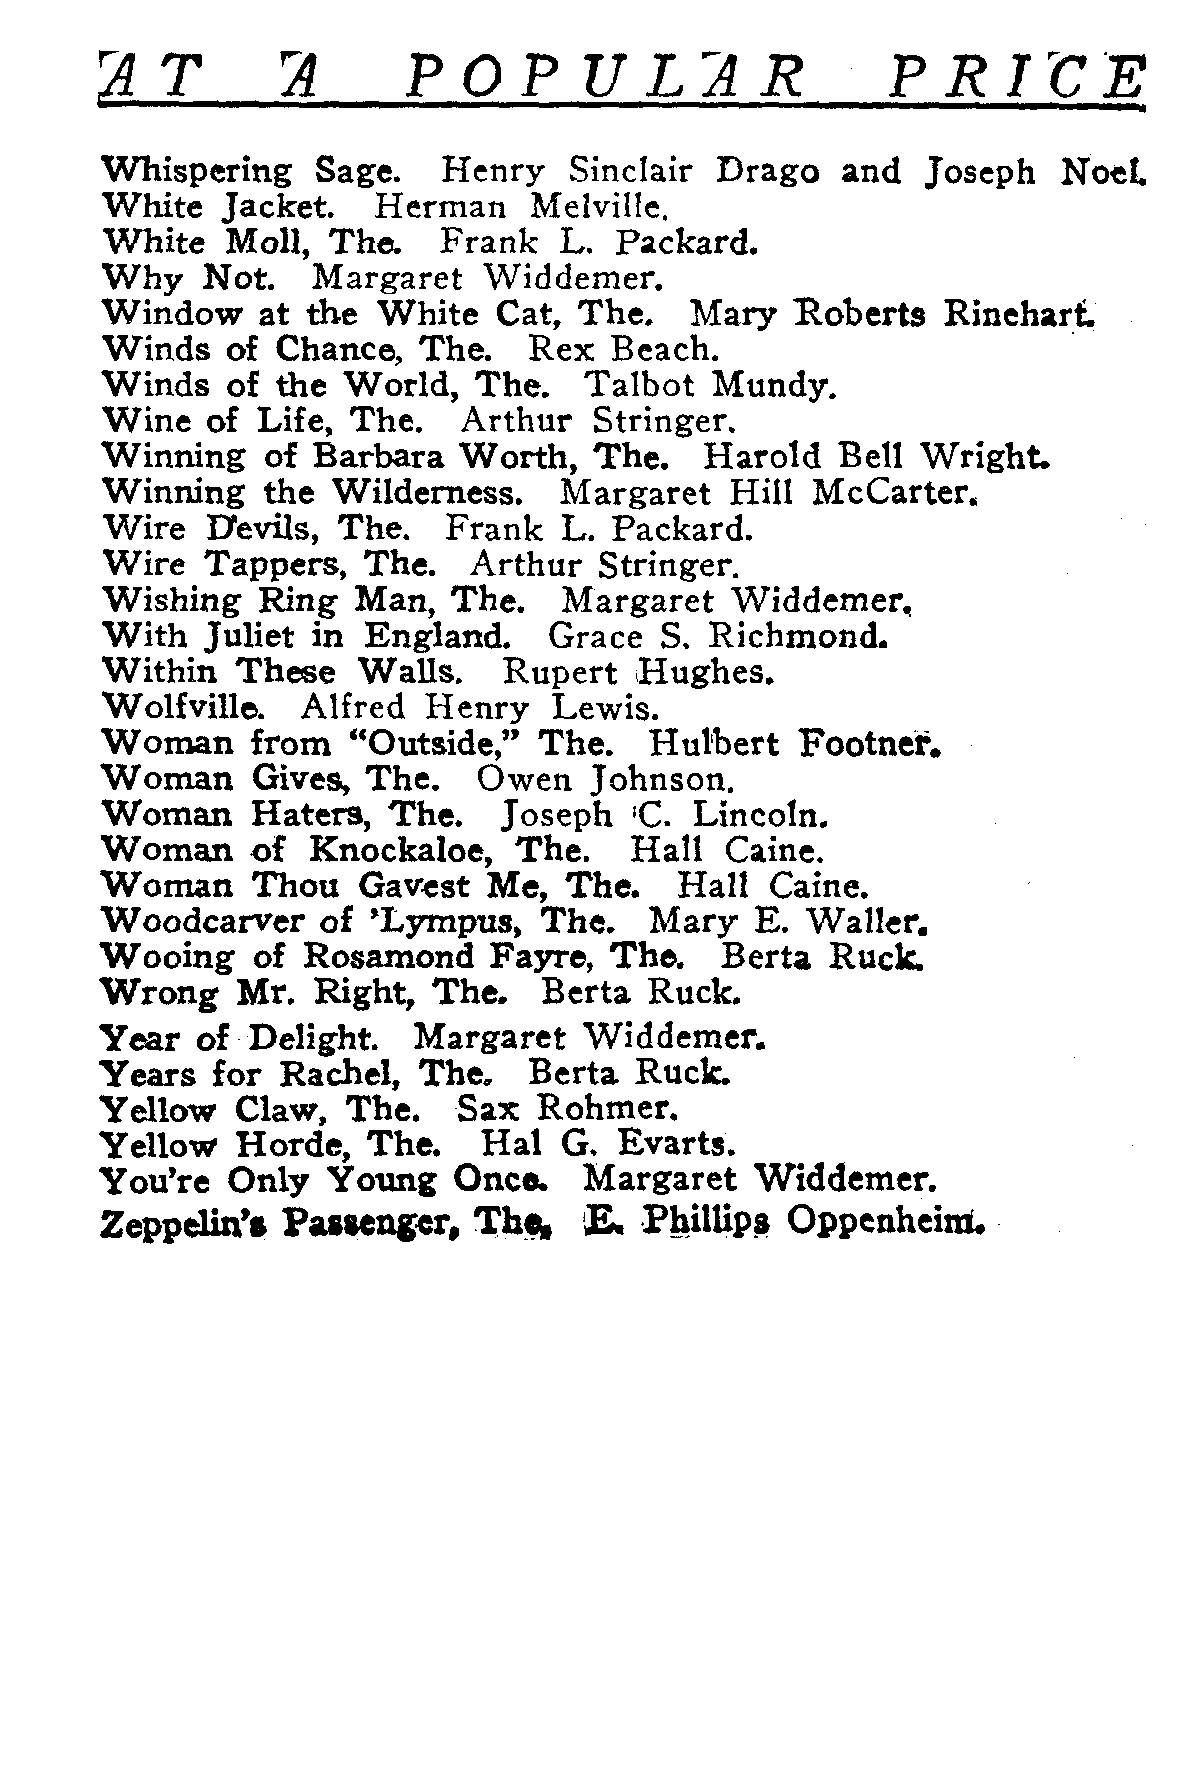 AT A POPULAR PRICE
Whispering Sage. Henry Sinclair Drago and Joseph Noel.
White Jacket. Herman Melville.
White Moll, The. Frank L. Packard.
Why Not. Margaret Widdemer.
Window at the White Cat, The. Mary Roberts Rinehart.
Winds of Chance, The. Rex Beach.
Winds of the World, The. Talbot Mundy.
Wine of Life, The. Arthur Stringer.
Winning of Barbara Worth, The. Harold Bell Wright.
Winning the Wilderness. Margaret Hill McCarter.
Wire Devils, The. Frank L. Packard.
Wire Tappers, The. Arthur Stringer.
Wishing Ring Man, The. Margaret Widdemer.
With Juliet in England. Grace S. Richmond.
Within These Walls. Rupert Hughes.
Wolfville. Alfred Henry Lewis.
Woman from “Outside,” The. Hulbert Footner.
Woman Gives, The. Owen Johnson.
Woman Haters, The. Joseph C. Lincoln.
Woman of Knockaloe, The. Hall Caine.
Woman Thou Gavest Me, The. Hall Caine.
Woodcarver of ’Lympus, The. Mary E. Waller.
Wooing of Rosamond Fayre, The. Berta Ruck.
Wrong Mr. Right, The. Berta Ruck.
Year of Delight. Margaret Widdemer.
Years for Rachel, The. Berta Ruck.
Yellow Claw, The. Sax Rohmer.
Yellow Horde, The. Hal G. Evarts.
You’re Only Young Once. Margaret Widdemer.
Zeppelin’s Passenger, The. E. Phillips Oppenheim.